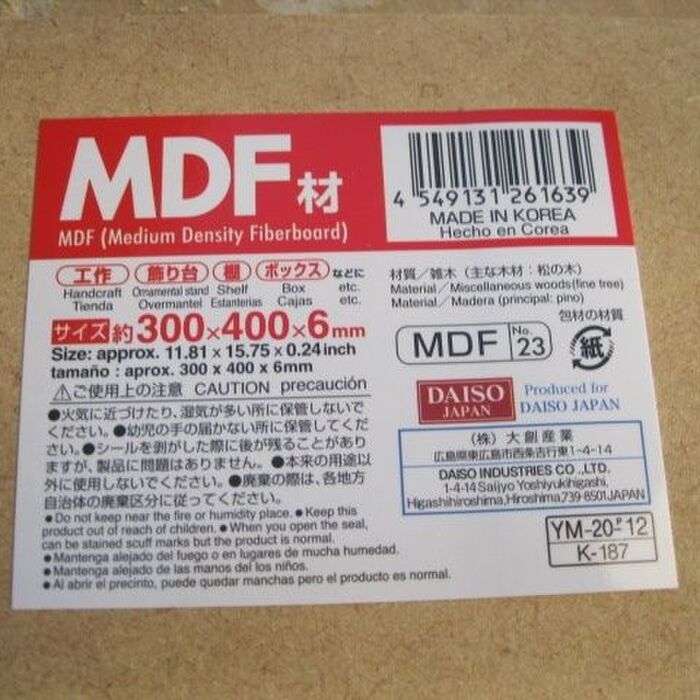 MDF材
MDF (Medium Density Fiberboard)
4 549131 261639
MADE IN KOREA
Hecho en Corea
工作 飾り台 棚 ボックス などに
Handcraft Ornamental stand Shelf Box etc.
Tienda Overmantel Estanterias Cajas etc.
サイズ 約300×400×6mm
Size: approx. 11.81 x 15.75 x 0.24 inch
tamaño : aprox. 300 x 400 x 6mm
材質／雑木（主な木材：松の木）
Material／Miscellaneous woods(fine tree)
Material／Madera (principal: pino)
包材の材質
MDF No. 23
紙
⚠ご使用上の注意 CAUTION precaución
●火気に近づけたり、湿気が多い所に保管しないで
ください。●幼児の手の届かない所に保管してくだ
さい。●シールを剥がした際に後が残ることがあり
ますが、製品に問題はありません。●本来の用途以
外に使用しないでください。●廃棄の際は、各地方
自治体の廃棄区分に従ってください。
● Do not keep near the fire or humidity place. ● Keep this
product out of reach of children. ● When you open the seal,
can be stained scuff marks but the product is normal.
● Mantenga alejado del fuego o en lugares de mucha humedad.
● Mantenga alejado de las manos del los niños.
● Al abrir el precinto, puede quedar manchas pero el producto es normal.
DAISO
JAPAN
Produced for
DAISO JAPAN
（株）大創産業
広島県東広島市西条吉行東1-4-14
DAISO INDUSTRIES CO .,LTD.
1-4-14 Saijyo Yoshiyukihigashi,
Higashihiroshima,Hiroshima,739-8501JAPAN
YM-20 12
K-187